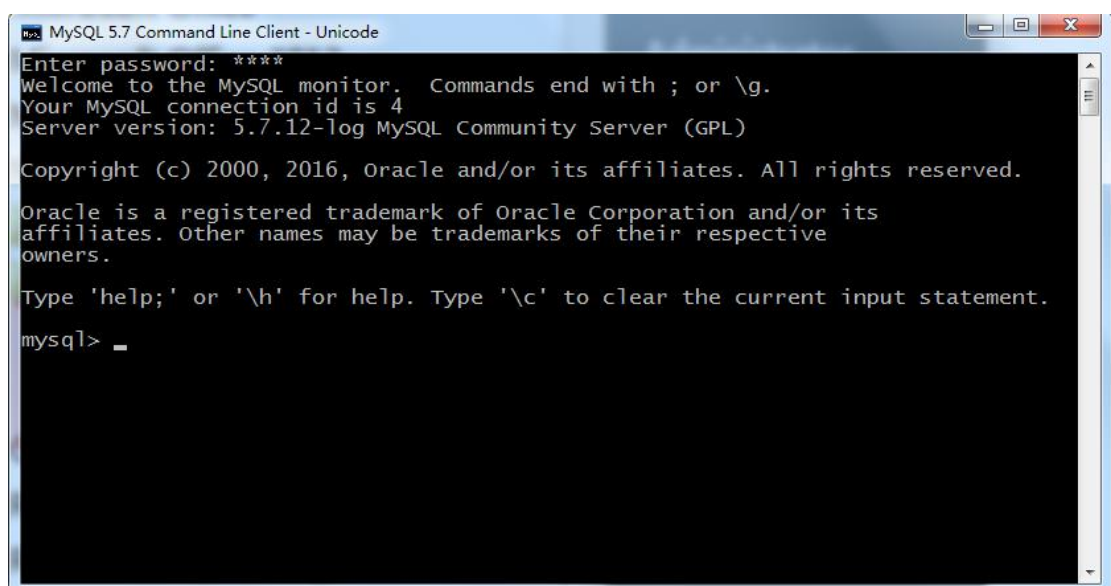 MySQL 5.7 Command Line Client - Unicode
Enter password: ****
Welcome to the MySQL monitor.  Commands end with ; or \g.
Your MySQL connection id is 4
Server version: 5.7.12-log MySQL Community Server (GPL)
Copyright (c) 2000, 2016, Oracle and/or its affiliates. All rights reserved.
Oracle is a registered trademark of Oracle Corporation and/or its
affiliates. Other names may be trademarks of their respective
owners.
Type 'help;' or '\h' for help. Type '\c' to clear the current input statement.
mysql> _